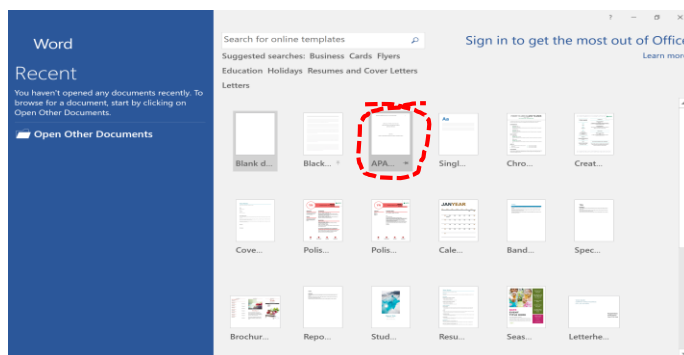 Word
Recent
You haven't opened any documents recently. To
browse for a document, start by clicking on
Open Other Documents.
Open Other Documents
?
Search for online templates
Suggested searches: Business Cards Flyers
Education Holidays Resumes and Cover Letters
Letters
Sign in to get the most out of Office
Learn more
Blank d...
Black...
APA...
Aa
Singl...
Chro...
Creat...
Cove...
Polis...
Polis...
JANYEAR
Cale...
Band...
Spec...
Brochur...
Repo...
Stud...
Resu...
Seas...
Letterhe...